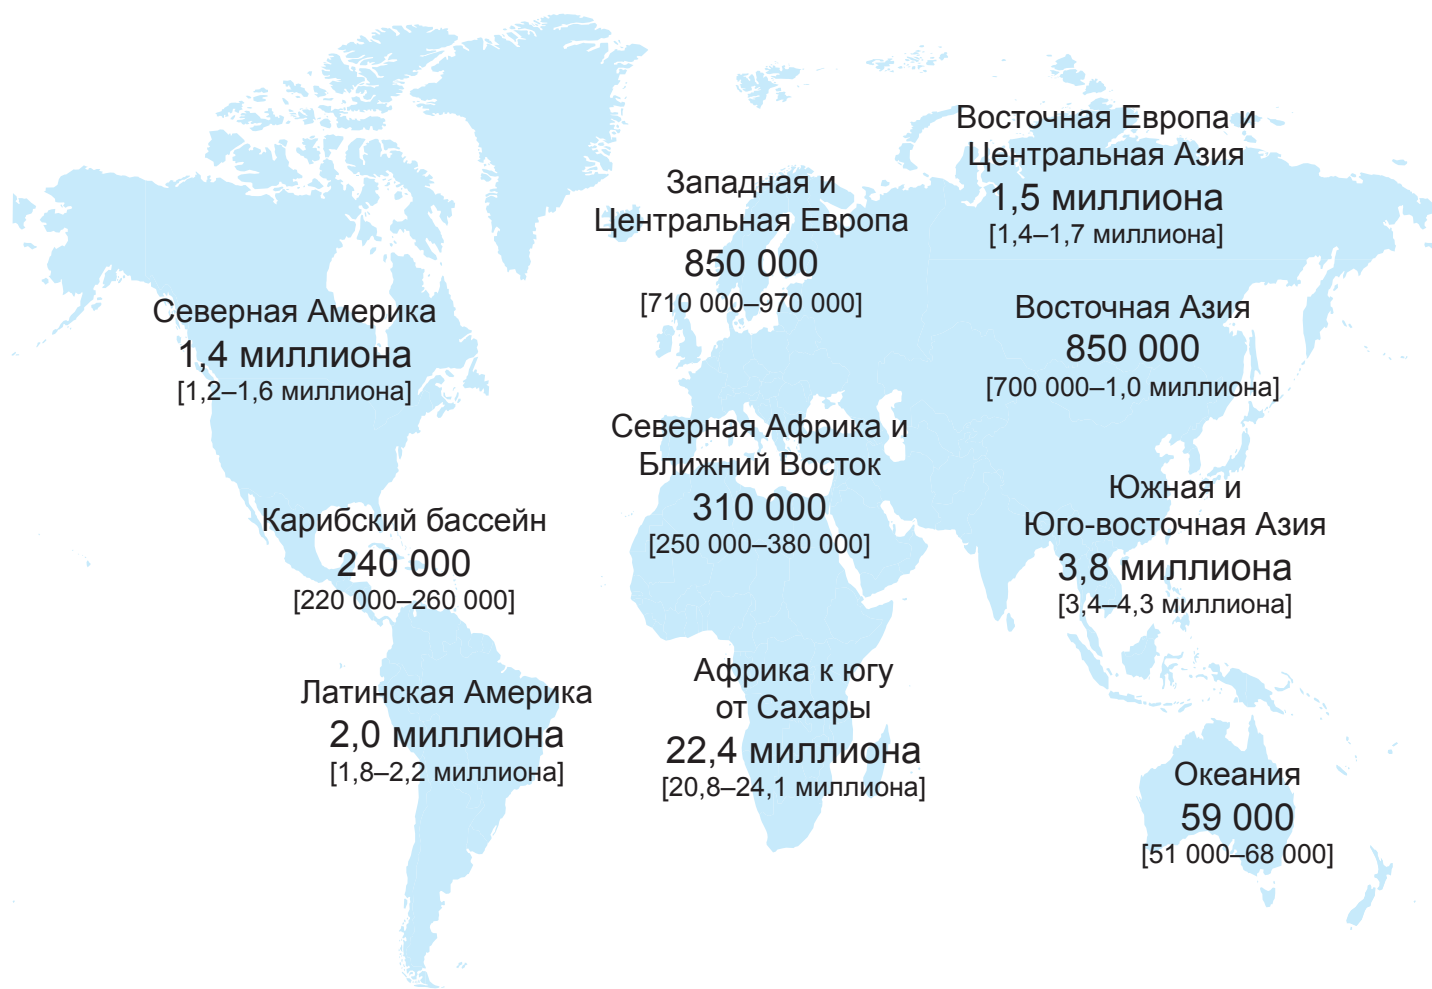 Восточная Европа и
Центральная Азия
1,5 миллиона
[1,4–1,7 миллиона]
Западная и
Центральная Европа
850 000
[710 000–970 000]
Северная Америка
1,4 миллиона
[1,2–1,6 миллиона]
Восточная Азия
850 000
[700 000–1,0 миллиона]
Северная Африка и
Ближний Восток
310 000
[250 000–380 000]
Южная и
Юго-восточная Азия
3,8 миллиона
[3,4–4,3 миллиона]
Карибский бассейн
240 000
[220 000–260 000]
Африка к югу
от Сахары
22,4 миллиона
[20,8–24,1 миллиона]
Латинская Америка
2,0 миллиона
[1,8–2,2 миллиона]
Океания
59 000
[51 000–68 000]